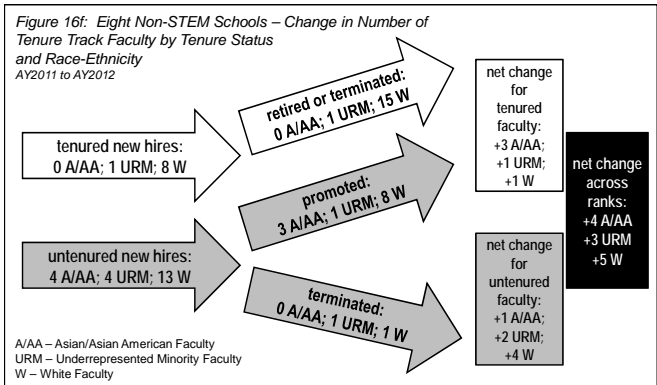 Figure 16f: Eight Non-STEM Schools – Change in Number of
Tenure Track Faculty by Tenure Status
and Race-Ethnicity
AY2011 to AY2012
tenured new hires:
0 A/AA; 1 URM; 8 W
retired or terminated:
0 A/AA; 1 URM; 15 W
net change
for
tenured
faculty:
+3 A/AA;
+1 URM;
+1 W
untenured new hires:
4 A/AA; 4 URM; 13 W
promoted:
3 A/AA; 1 URM; 8 W
terminated:
0 A/AA; 1 URM; 1 W
net change
for
untenured
faculty:
+1 A/AA;
+2 URM;
+4 W
net change
across
ranks:
+4 A/AA
+3 URM
+5 W
A/AA – Asian/Asian American Faculty
URM – Underrepresented Minority Faculty
W – White Faculty